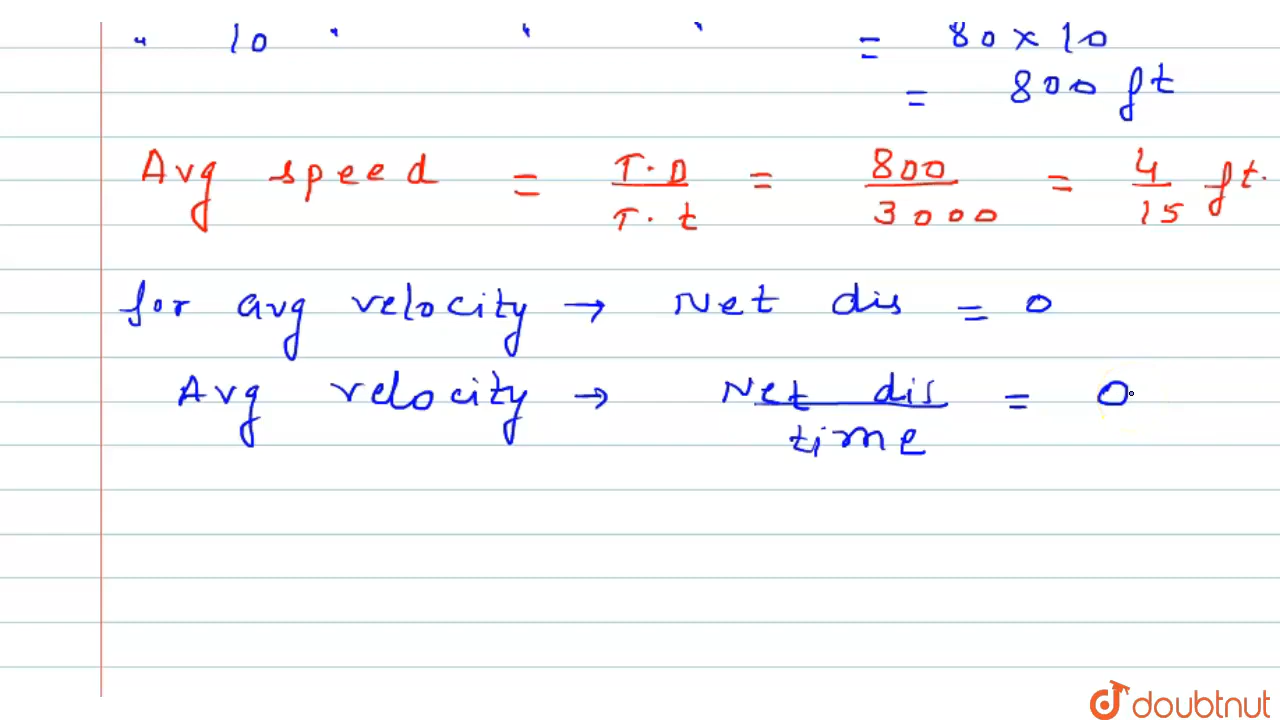 " 10 " " " = 80 × 10
= 800 ft
Avg speed = T.D / T.t = 800 / 3000 = 4 / 15 ft.
for avg velocity → Net dis = 0
Avg velocity → Net dis / time = 0
doubtnut